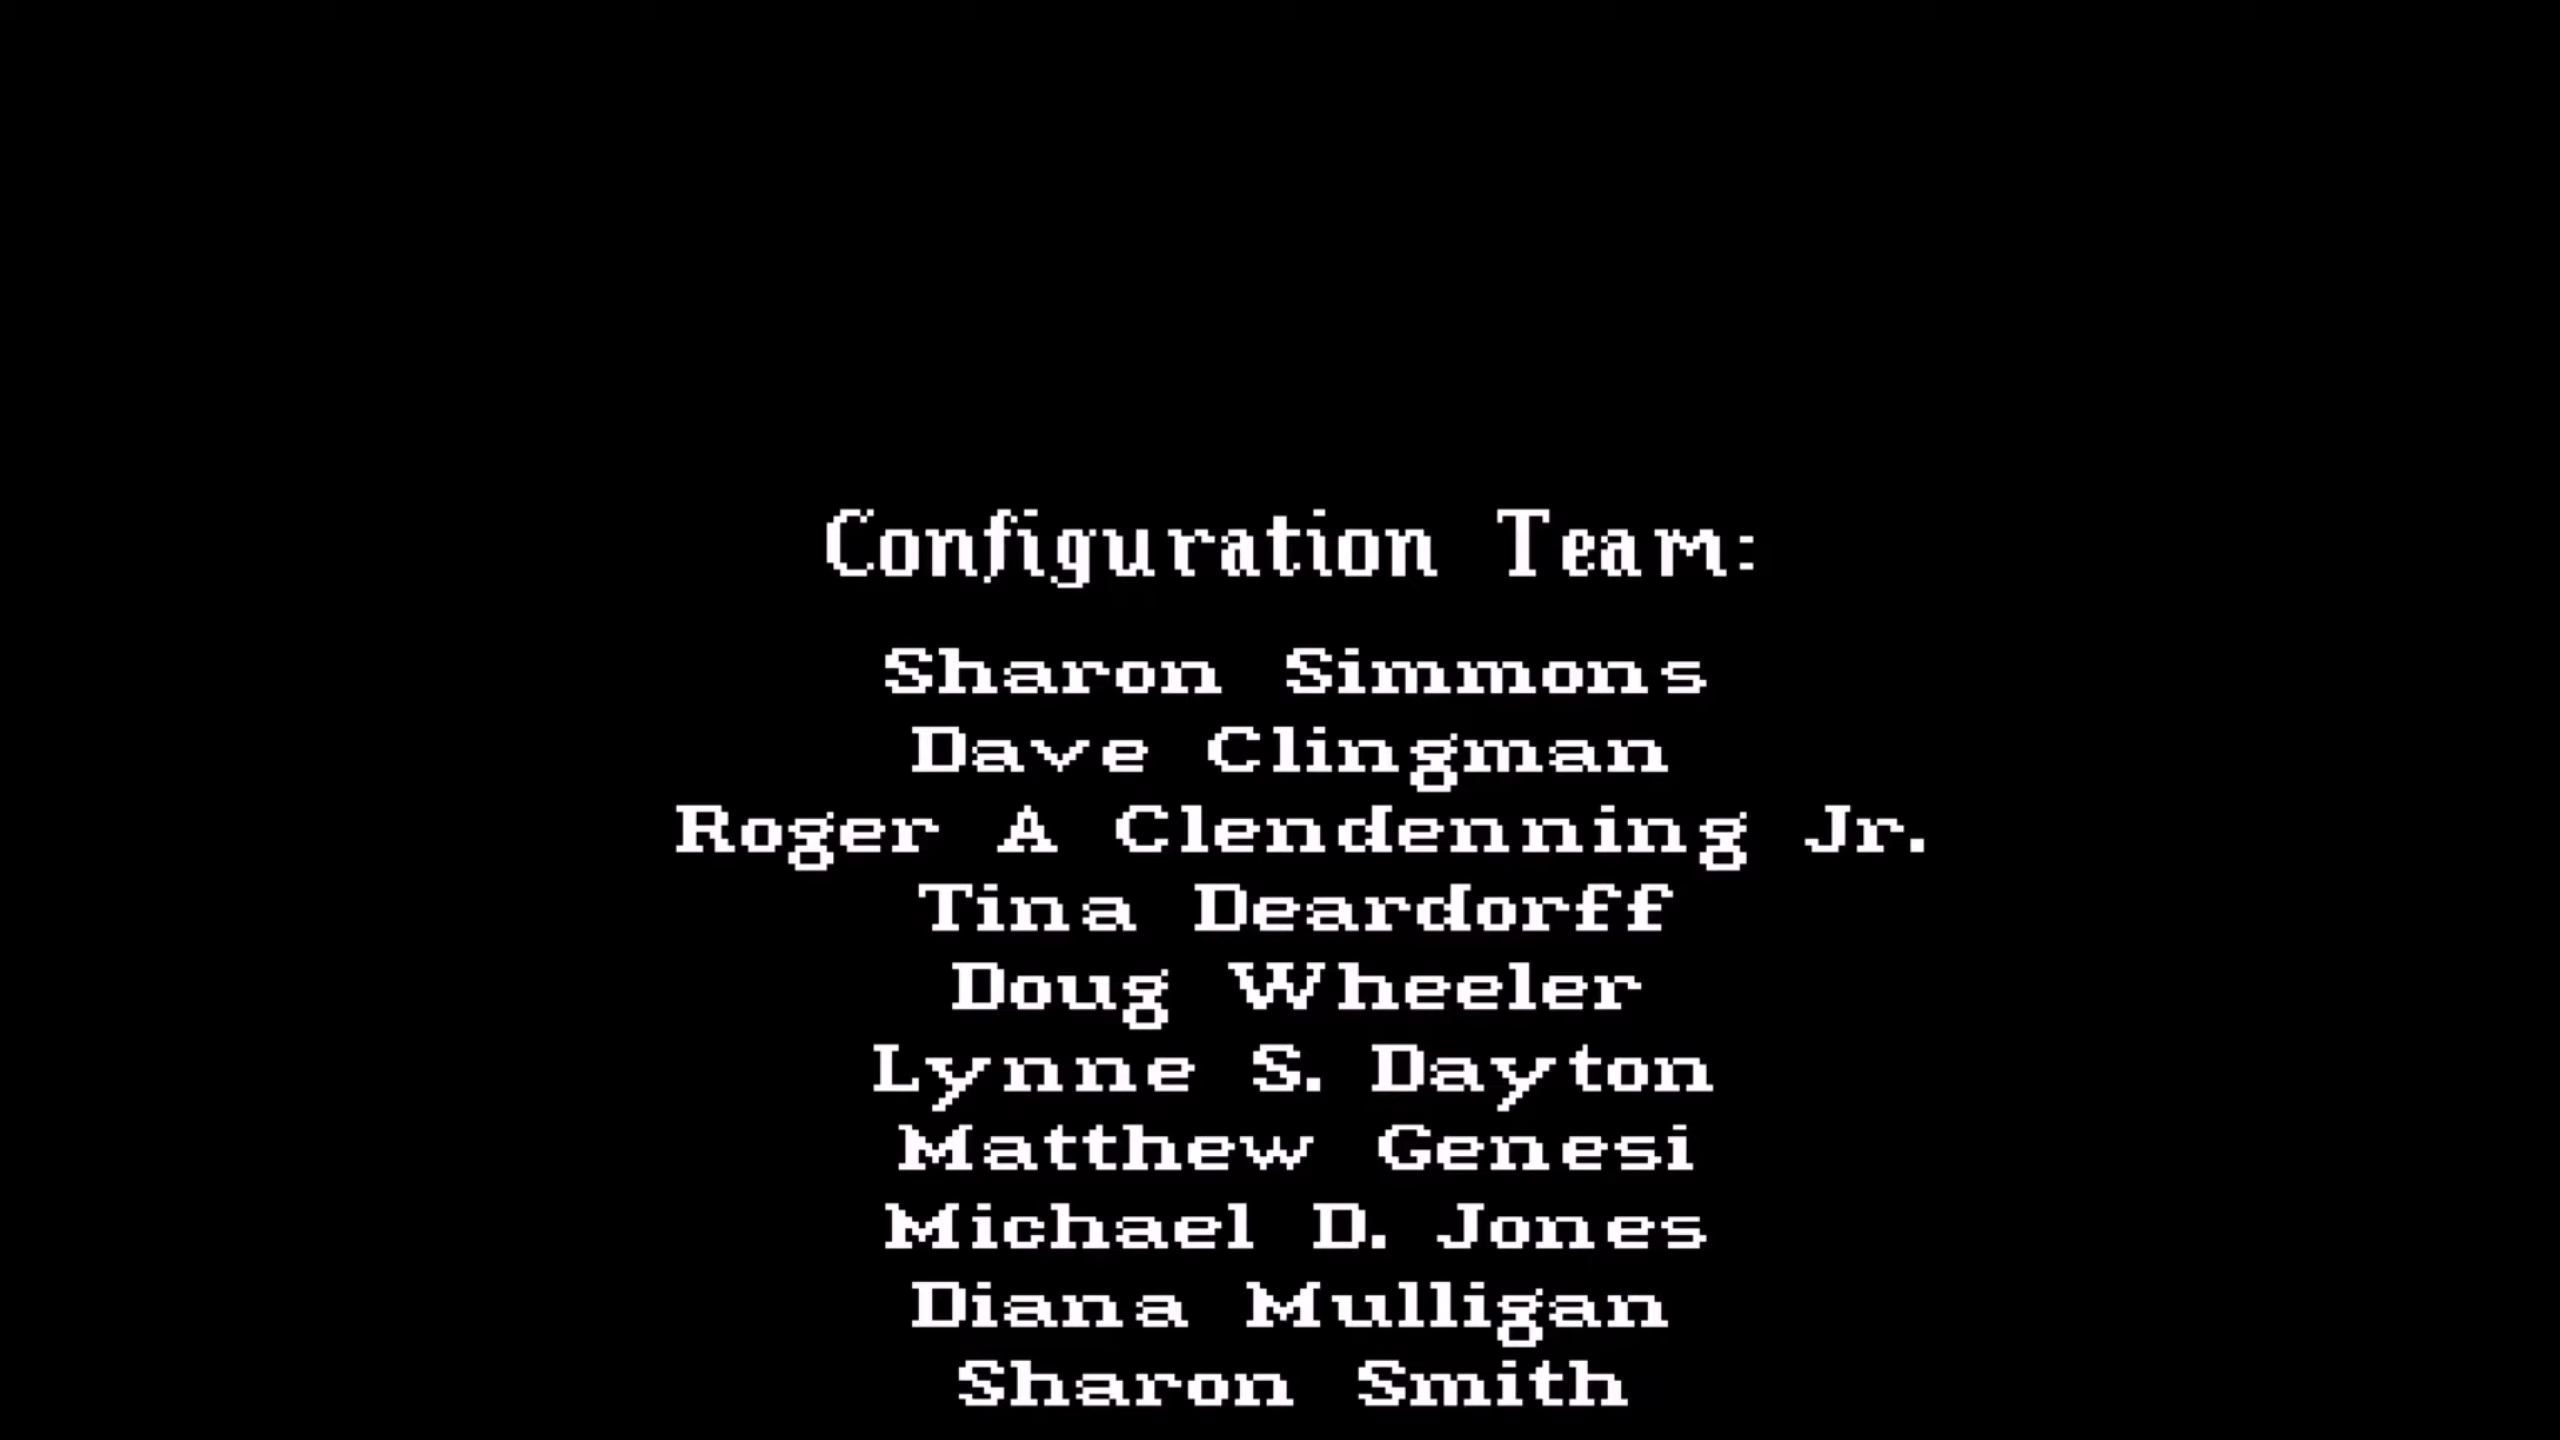 Configuration Team:
Sharon Simmons
Dave Clingman
Roger A Clendenning Jr.
Tina Deardorff
Doug Wheeler
Lynne S. Dayton
Matthew Genesi
Michael D. Jones
Diana Mulligan
Sharon Smith